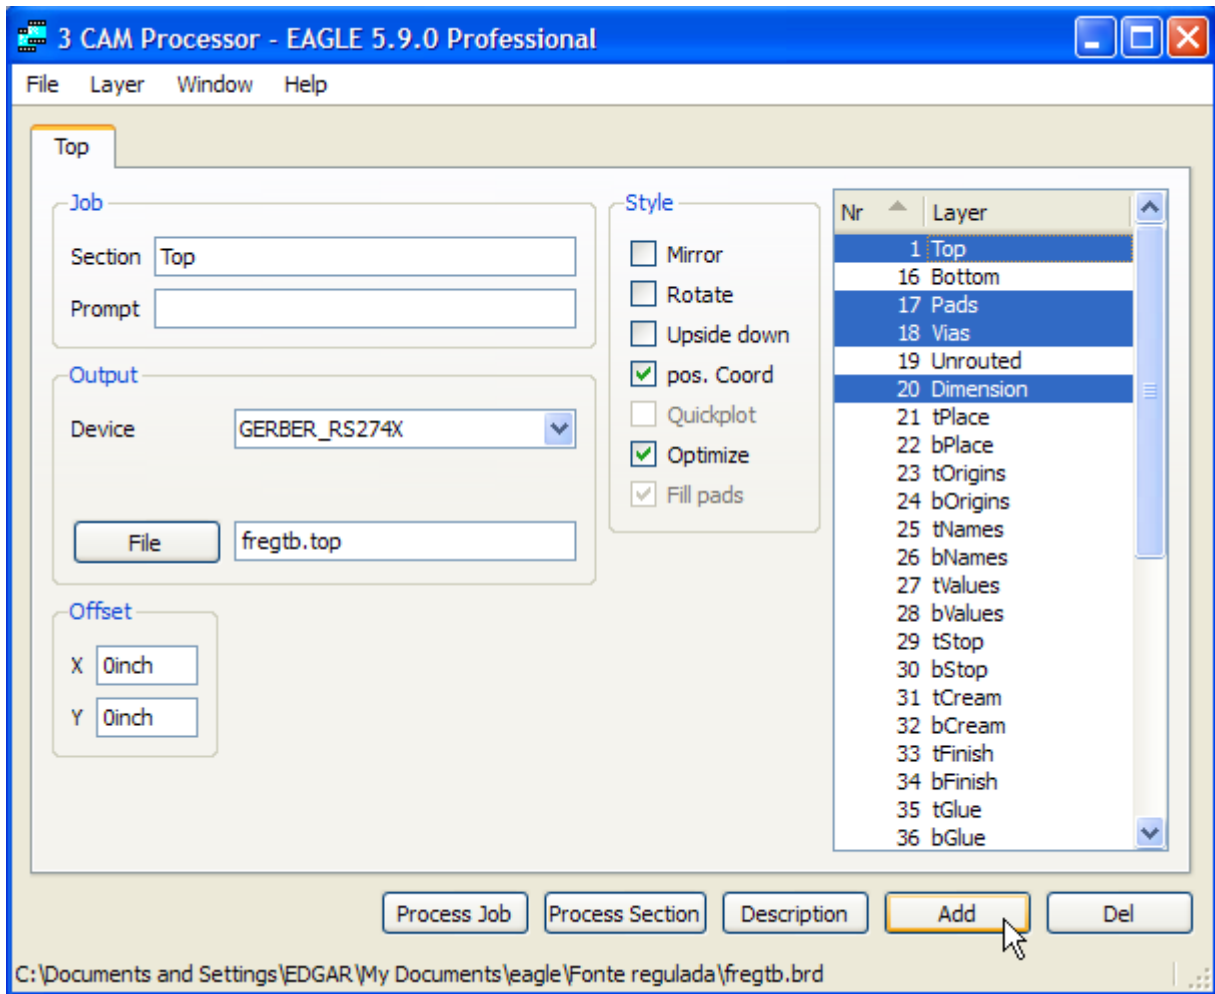 3 CAM Processor - EAGLE 5.9.0 Professional
File Layer Window Help
Top
Job
Section Top
Prompt
Output
Device GERBER_RS274X
File fregtb.top
Offset
X 0inch
Y 0inch
Style
Mirror
Rotate
Upside down
pos. Coord
Quickplot
Optimize
Fill pads
Nr Layer
1 Top
16 Bottom
17 Pads
18 Vias
19 Unrouted
20 Dimension
21 tPlace
22 bPlace
23 tOrigins
24 bOrigins
25 tNames
26 bNames
27 tValues
28 bValues
29 tStop
30 bStop
31 tCream
32 bCream
33 tFinish
34 bFinish
35 tGlue
36 bGlue
Process Job Process Section Description Add Del
C:\Documents and Settings\EDGAR\My Documents\eagle\Fonte regulada\fregtb.brd